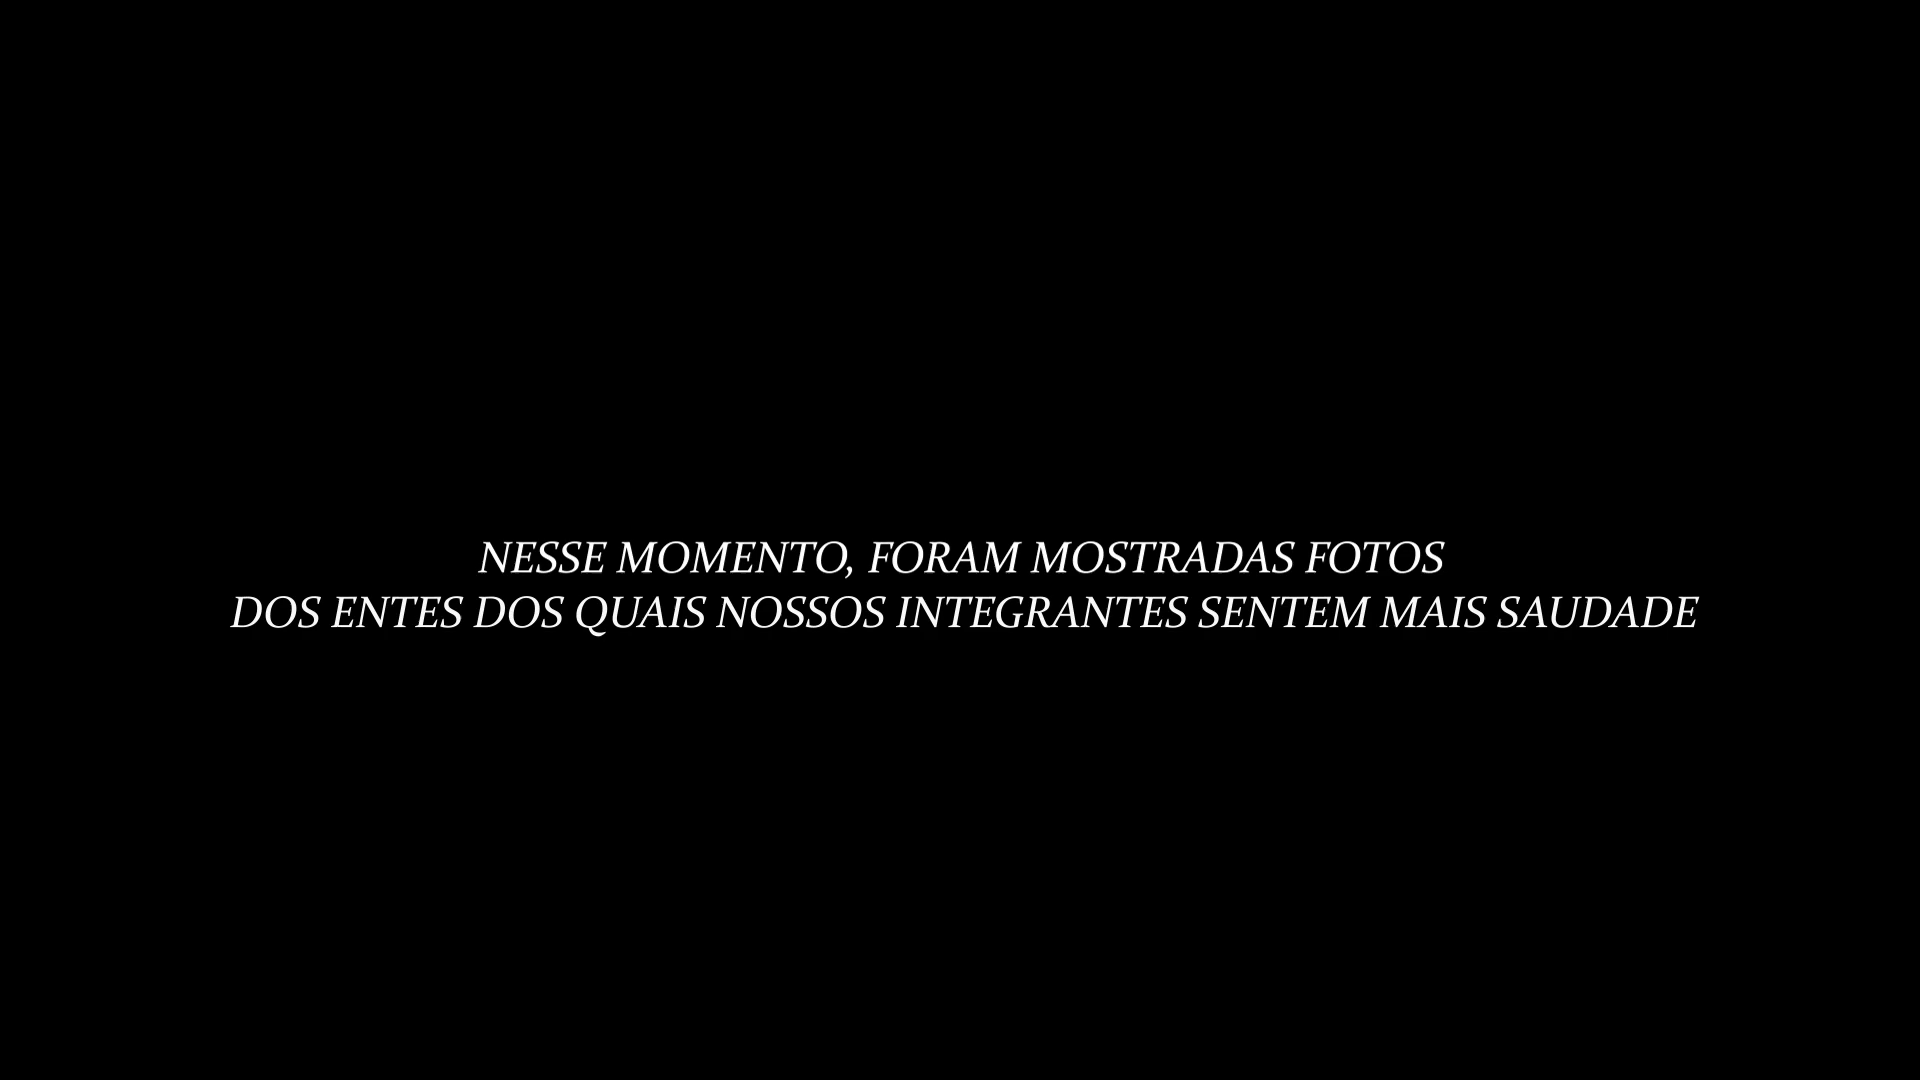 NESSE MOMENTO, FORAM MOSTRADAS FOTOS
DOS ENTES DOS QUAIS NOSSOS INTEGRANTES SENTEM MAIS SAUDADE